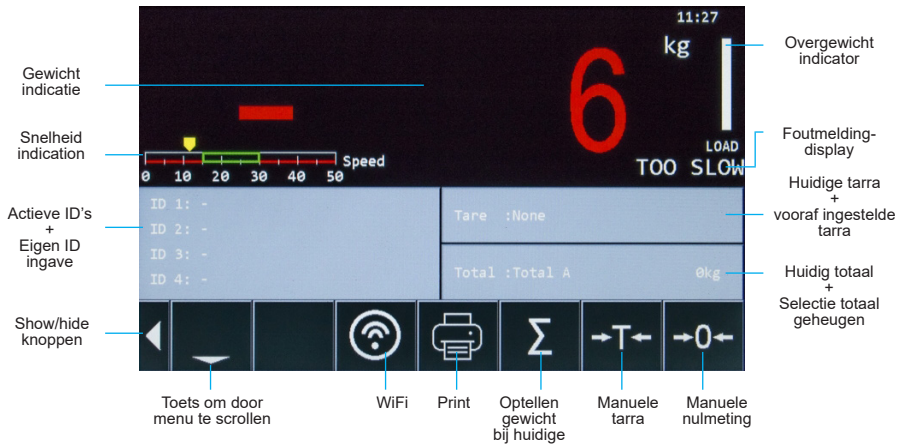 11:27
kg
6
LOAD
TOO SLOW
Speed
0 10 20 30 40 50
ID 1: -
ID 2: -
ID 3: -
ID 4: -
Tare :None
Total :Total A 0kg
Σ
→T←
→0←
Gewicht
indicatie
Snelheid
indication
Actieve ID's
+
Eigen ID
ingave
Show/hide
knoppen
Overgewicht
indicator
Foutmelding-
display
Huidige tarra
+
vooraf ingestelde
tarra
Huidig totaal
+
Selectie totaal
geheugen
Toets om door
menu te scrollen
WiFi
Print
Optellen
gewicht
bij huidige
Manuele
tarra
Manuele
nulmeting